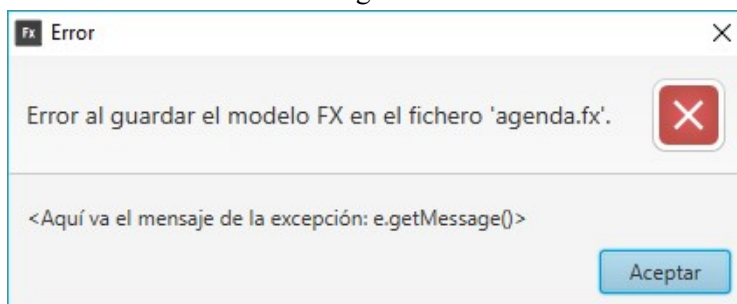 Fx Error
Error al guardar el modelo FX en el fichero 'agenda.fx'.
<Aquí va el mensaje de la excepción: e.getMessage()>
Aceptar